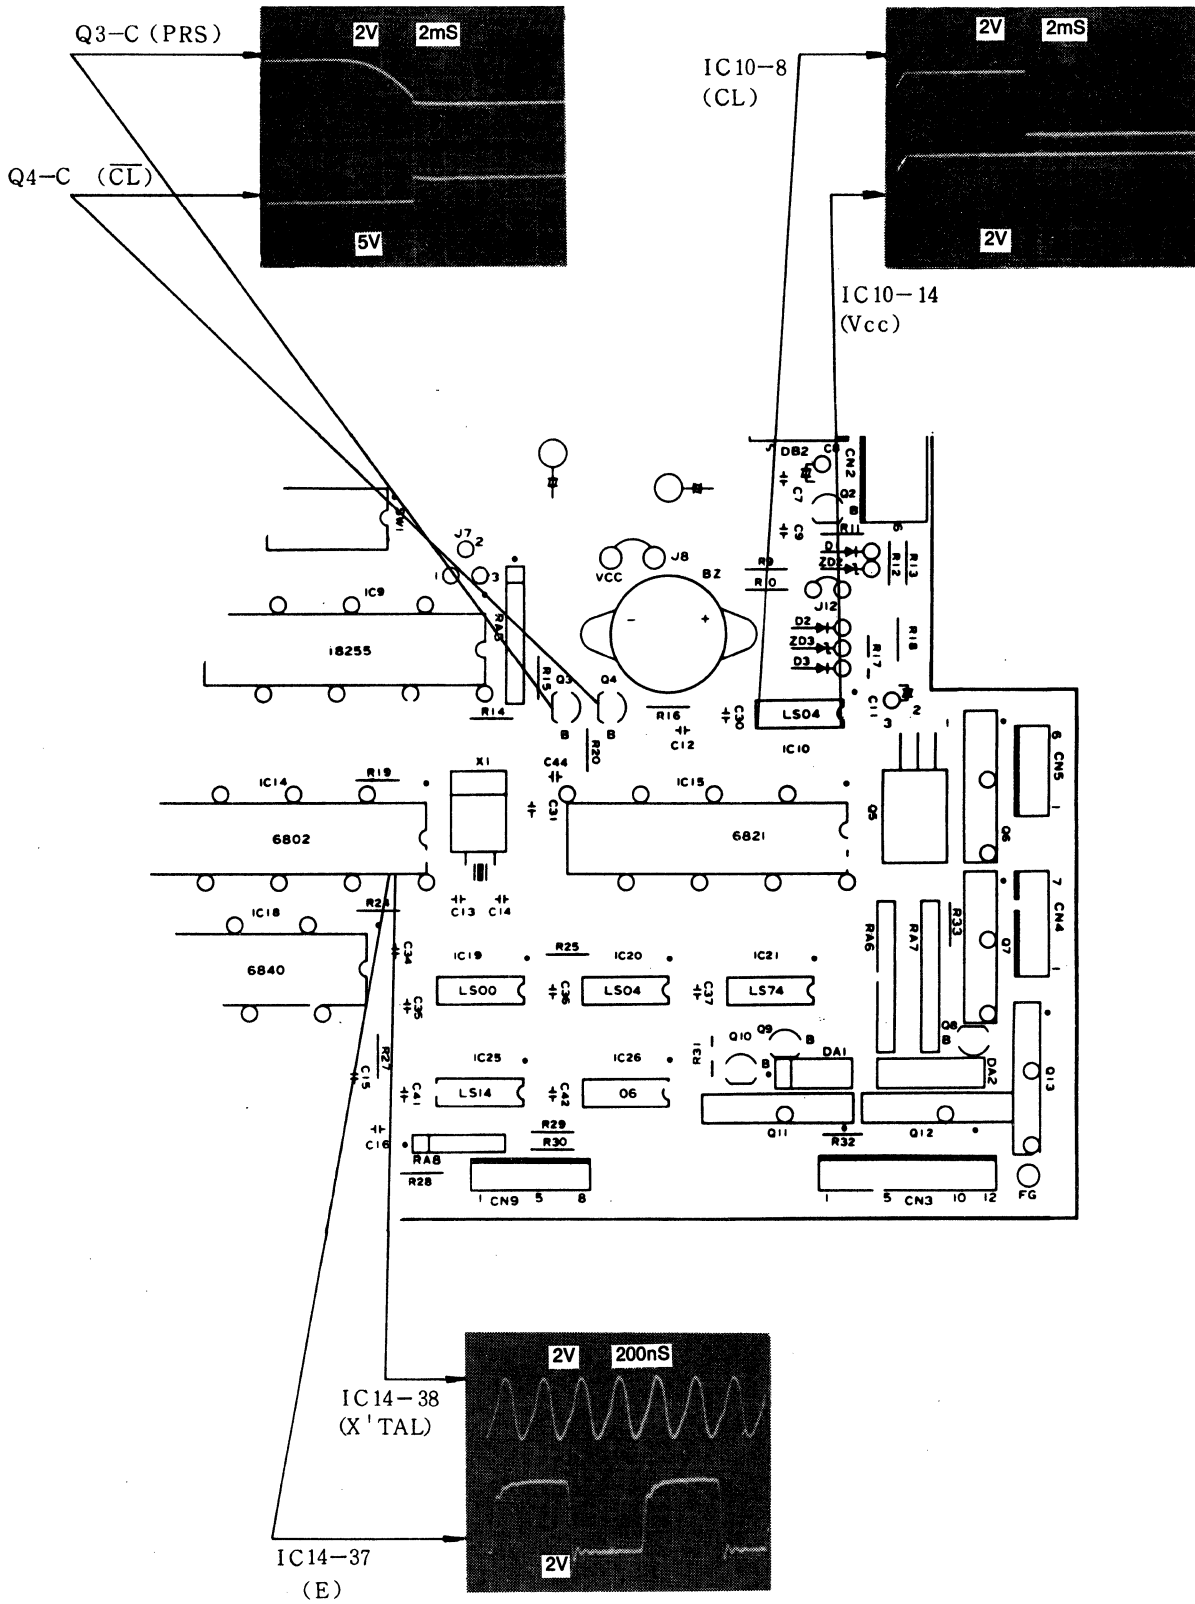 Q3-C (PRS)
2V 2mS
Q4-C (C̅L̅)
5V
IC10-8
(CL)
2V 2mS
2V
IC10-14
(Vcc)
DB2
C8
CN2
C7
Q2
B
6
SW1
J7
2
1
3
C9
R11
VCC
J8
BZ
R9
R10
D1
ZD2
R12
R13
J12
IC9
i8255
RA5
-
+
D2
ZD3
D3
R17
R18
R15
Q3
Q4
R14
B
B
R20
R16
C12
C30
LS04
IC10
C11
2
3
1
C44
X1
R19
IC14
6802
C31
IC15
6821
Q5
Q6
6
CN5
1
R24
C13
C14
IC18
6840
C34
C35
IC19
LS00
R25
C36
IC20
LS04
C37
IC21
LS74
RA6
RA7
R33
Q7
7
CN4
1
R27
C15
C41
IC25
LS14
C42
IC26
06
R31
Q10
Q9
B
B
DA1
Q8
B
DA2
Q13
C16
RA8
R28
R29
R30
1 CN9 5 8
Q11
R32
Q12
1 5 CN3 10 12
FG
2V 200nS
IC14-38
(X'TAL)
2V
IC14-37
(E)